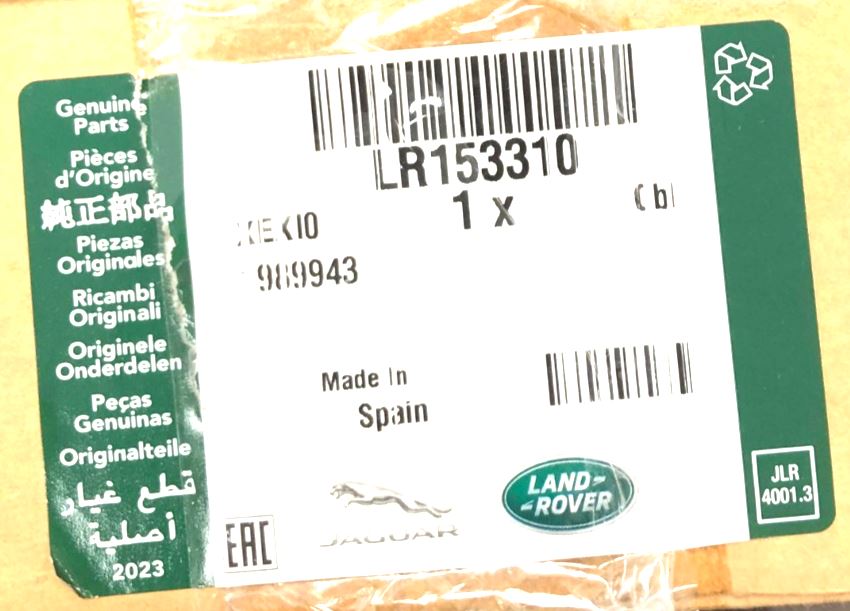 Genuine
Parts
Pièces
d'Origine
純正部品
Piezas
Originales
Ricambi
Originali
Originele
Onderdelen
Peças
Genuinas
Originalteile
قطع غيار
أصلية
2023
LR153310
1 x
989943
Made In
Spain
EAC
JAGUAR
LAND-
-ROVER
JLR
4001.3